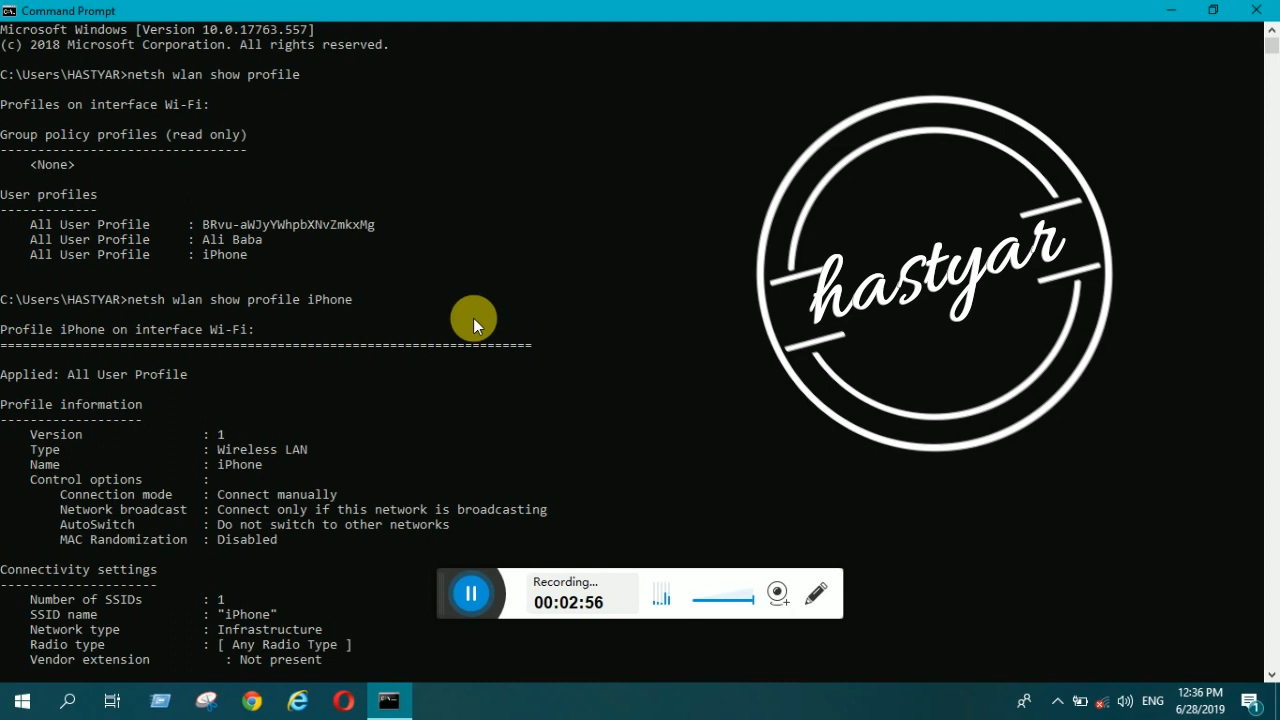 Command Prompt
Microsoft Windows [Version 10.0.17763.557]
(c) 2018 Microsoft Corporation. All rights reserved.
C:\Users\HASTYAR>netsh wlan show profile
Profiles on interface Wi-Fi:
Group policy profiles (read only)
---------------------------------
<None>
User profiles
-------------
All User Profile     : BRvu-aWJyYWhpbXNvZmkxMg
All User Profile     : Ali Baba
All User Profile     : iPhone
C:\Users\HASTYAR>netsh wlan show profile iPhone
Profile iPhone on interface Wi-Fi:
=======================================================================
Applied: All User Profile
Profile information
-------------------
Version                : 1
Type                   : Wireless LAN
Name                   : iPhone
Control options        :
Connection mode    : Connect manually
Network broadcast  : Connect only if this network is broadcasting
AutoSwitch         : Do not switch to other networks
MAC Randomization  : Disabled
Connectivity settings
---------------------
Number of SSIDs        : 1
SSID name              : "iPhone"
Network type           : Infrastructure
Radio type             : [ Any Radio Type ]
Vendor extension          : Not present
hastyar
Recording...
00:02:56
ENG
12:36 PM
6/28/2019
1